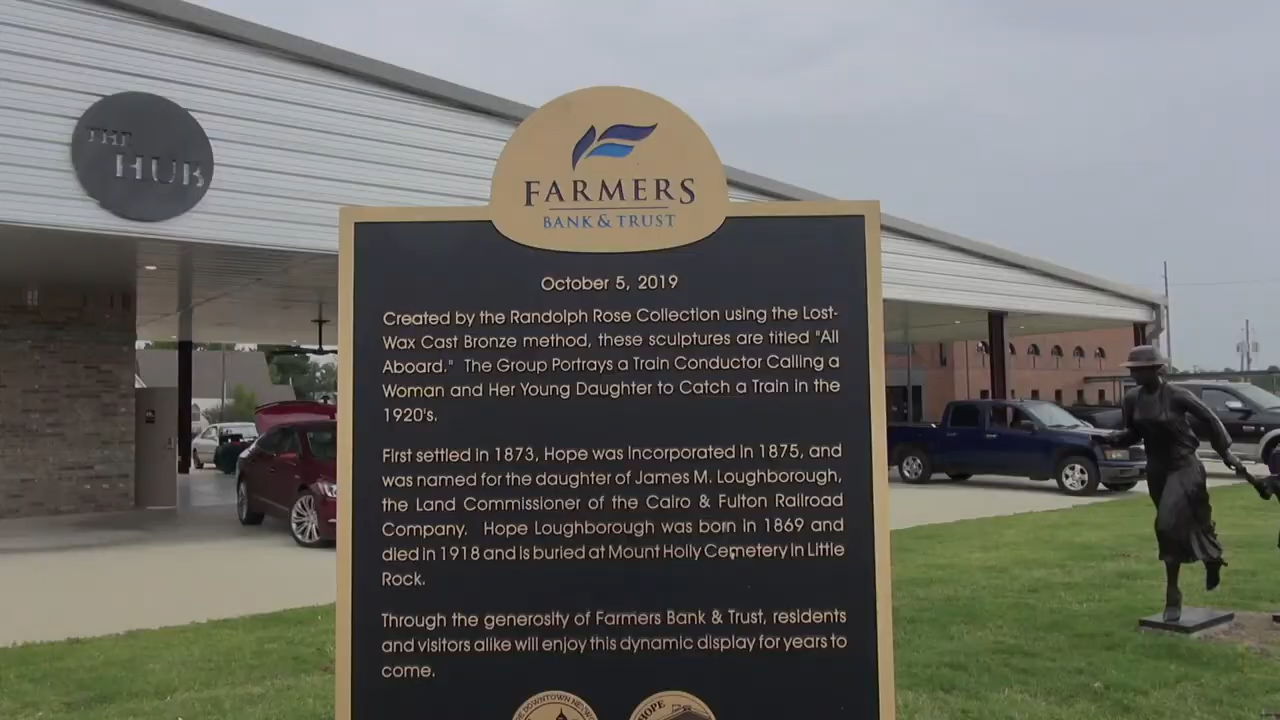 THE
HUB
FARMERS
BANK & TRUST
October 5, 2019
Created by the Randolph Rose Collection using the Lost-
Wax Cast Bronze method, these sculptures are titled "All
Aboard." The Group Portrays a Train Conductor Calling a
Woman and Her Young Daughter to Catch a Train in the
1920's.
First settled in 1873, Hope was incorporated in 1875, and
was named for the daughter of James M. Loughborough,
the Land Commissioner of the Cairo & Fulton Railroad
Company. Hope Loughborough was born in 1869 and
died in 1918 and is buried at Mount Holly Cemetery in Little
Rock.
Through the generosity of Farmers Bank & Trust, residents
and visitors alike will enjoy this dynamic display for years to
come.
DOWNTOWN
HOPE